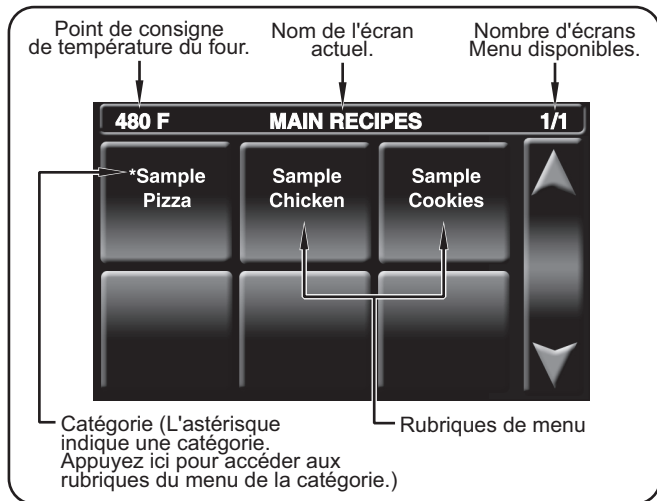 Point de consigne
de température du four.
Nom de l'écran
actuel.
Nombre d'écrans
Menu disponibles.
480 F MAIN RECIPES 1/1
*Sample
Pizza
Sample
Chicken
Sample
Cookies
Catégorie (L'astérisque
indique une catégorie.
Appuyez ici pour accéder aux
rubriques du menu de la catégorie.)
Rubriques de menu